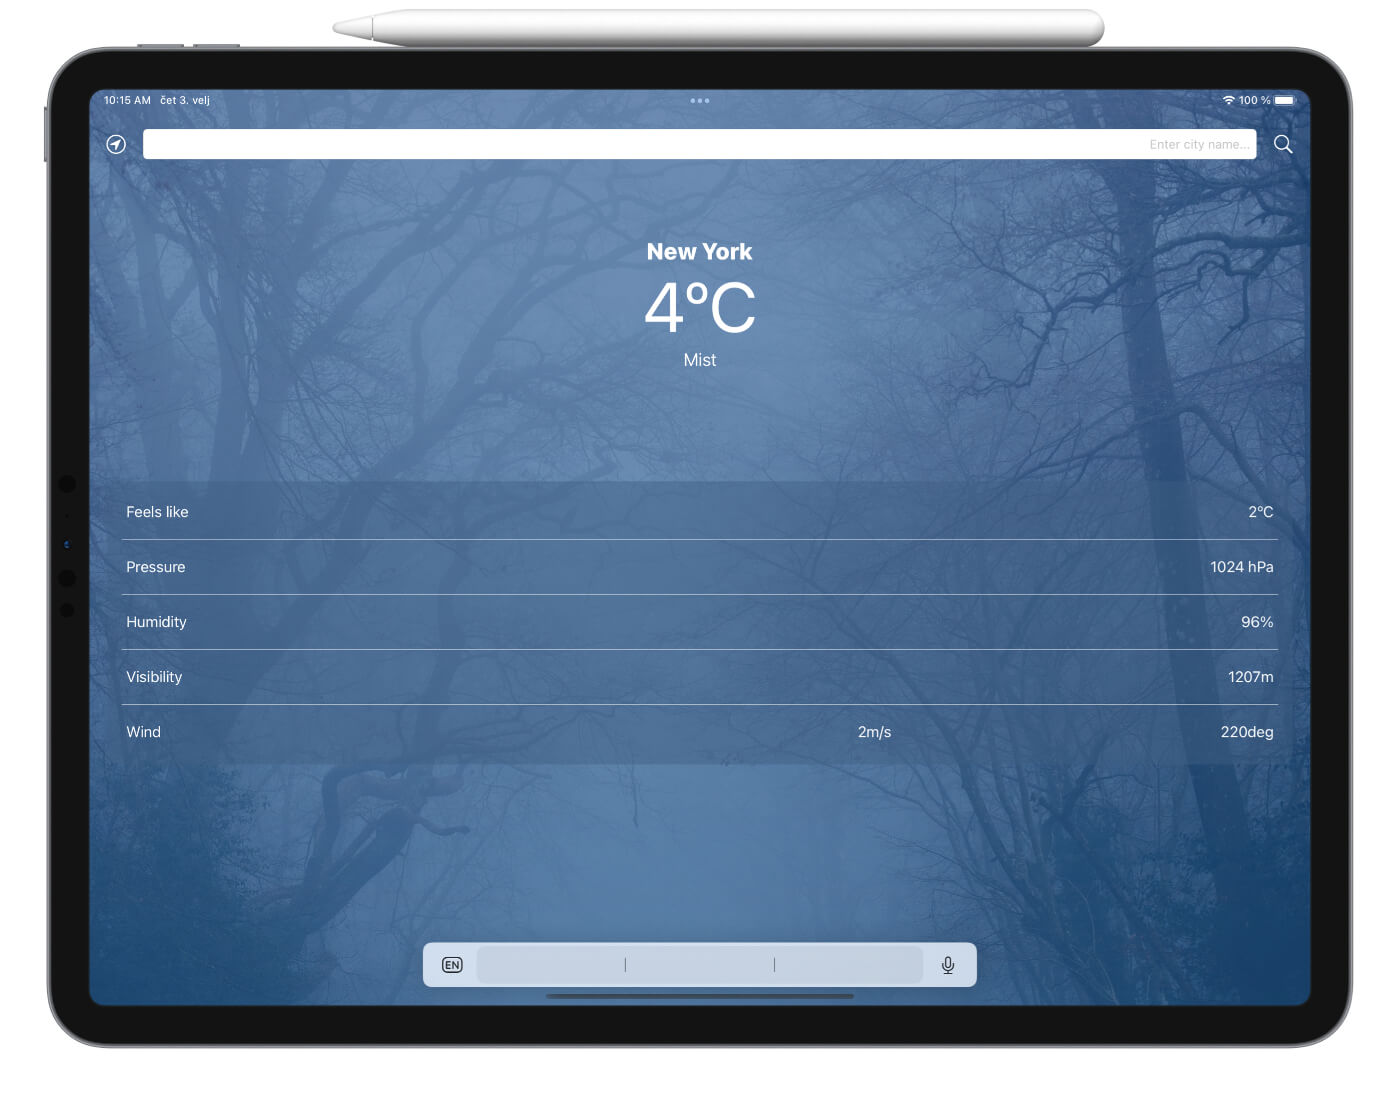 10:15 AM čet 3. velj
100 %
Enter city name...
New York
4°C
Mist
Feels like 2°C
Pressure 1024 hPa
Humidity 96%
Visibility 1207m
Wind 2m/s 220deg
EN